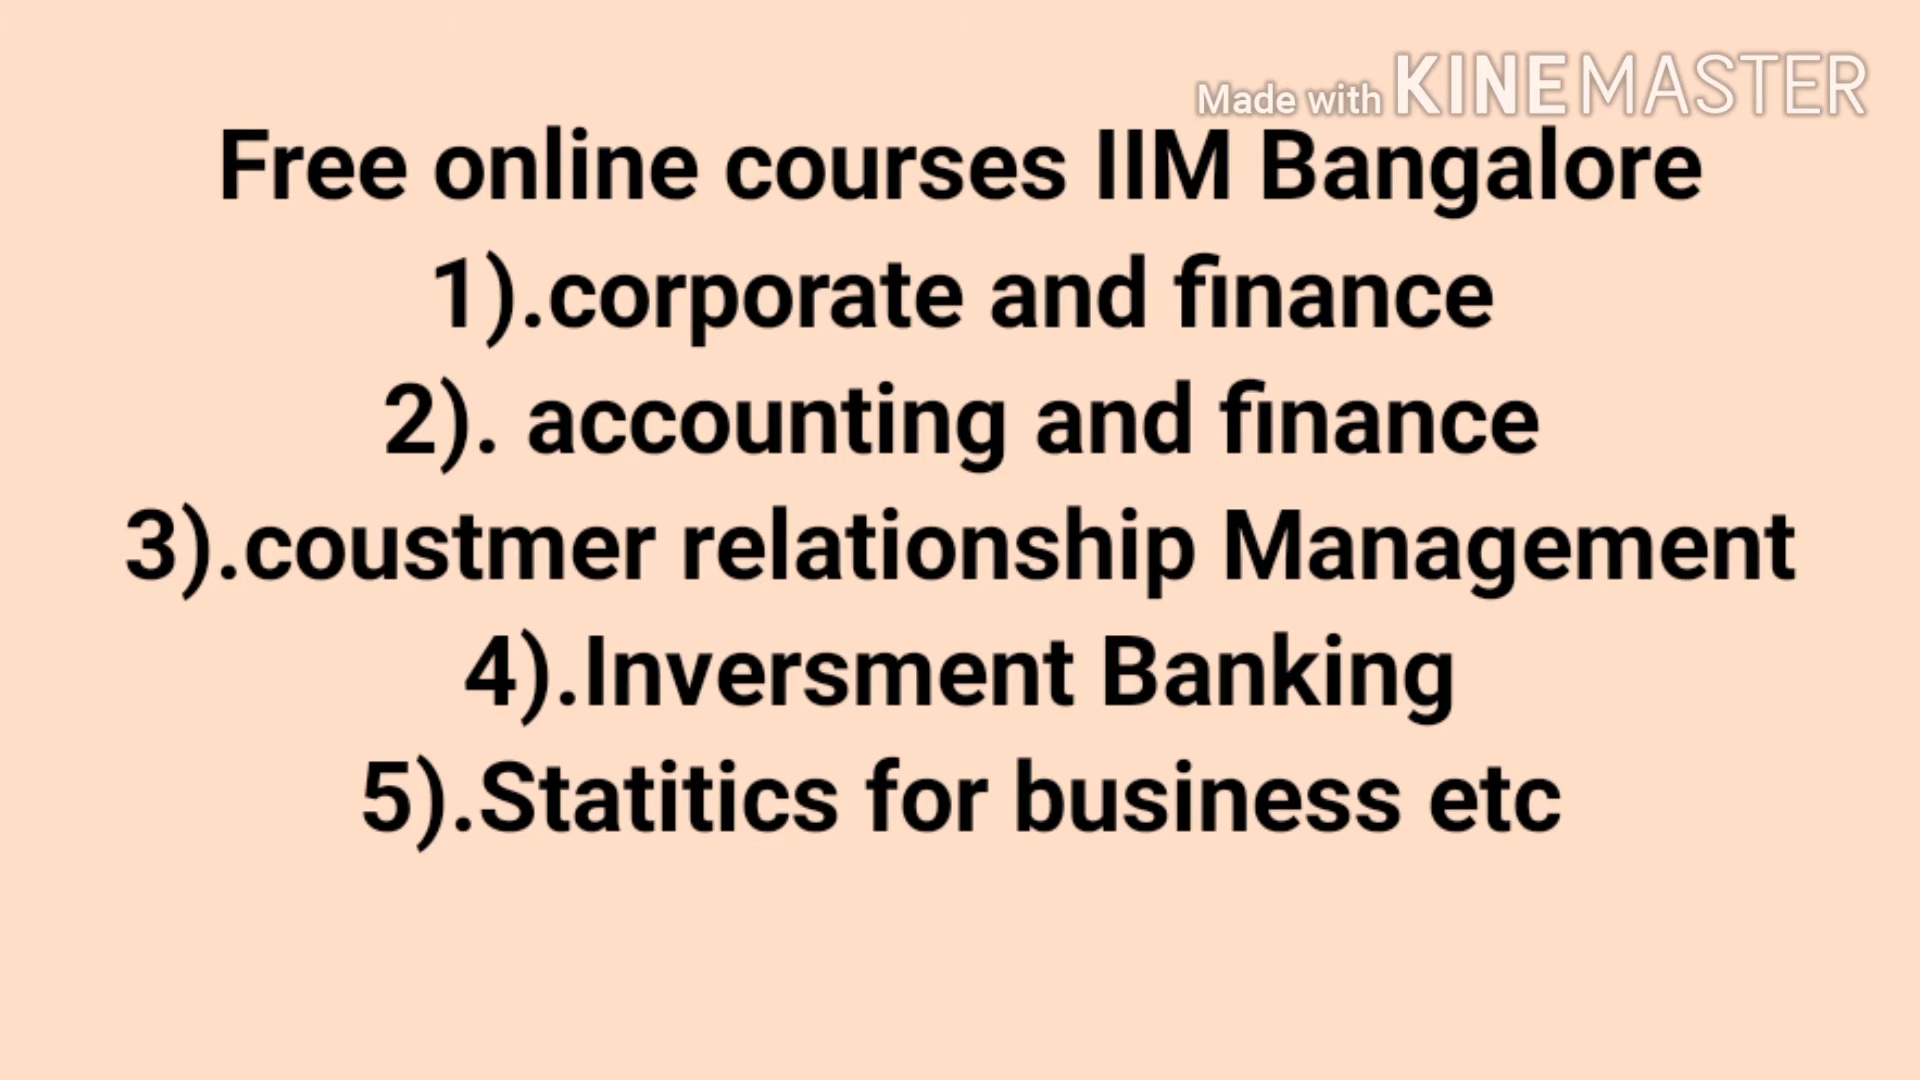 Made with KINEMASTER
Free online courses IIM Bangalore
1).corporate and finance
2). accounting and finance
3).coustmer relationship Management
4).Inversment Banking
5).Statitics for business etc